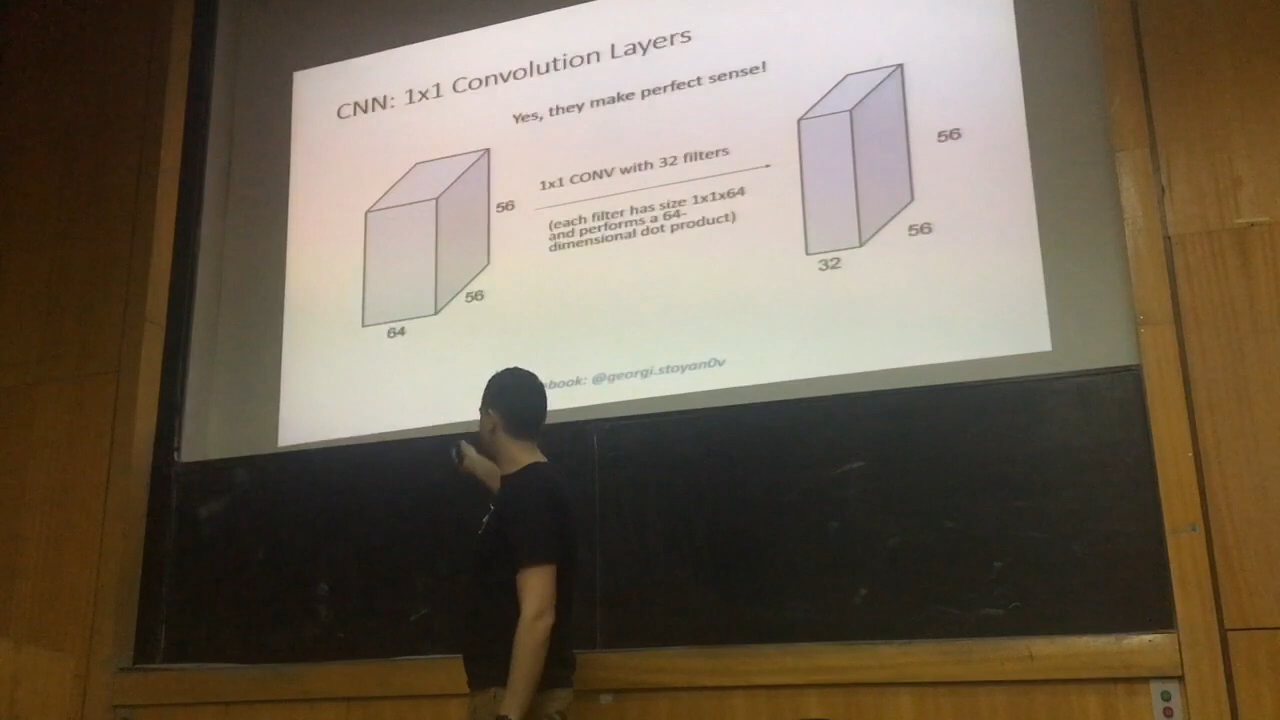 CNN: 1x1 Convolution Layers
Yes, they make perfect sense!
56
56
64
1x1 CONV with 32 filters
(each filter has size 1x1x64
and performs a 64-
dimensional dot product)
56
56
32
@georgi.stoyan0v